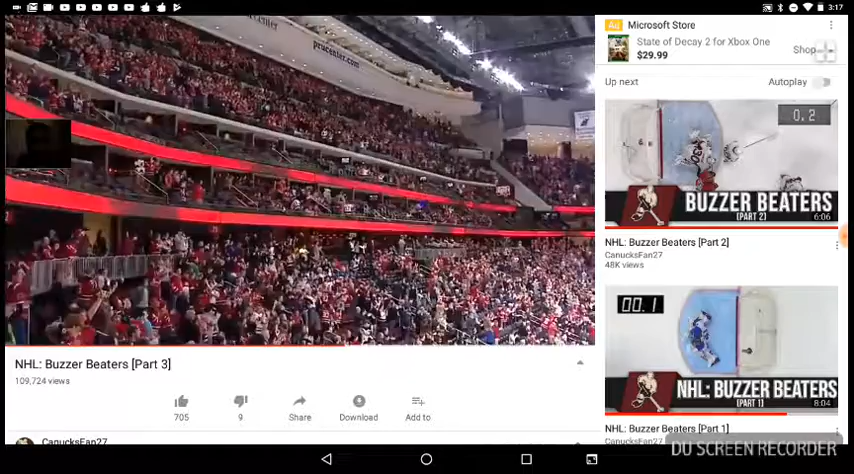 3:17
prucenter.com
Ad
Microsoft Store
State of Decay 2 for Xbox One
$29.99
Shop
Up next
Autoplay
0.2
BUZZER BEATERS
(PART 2)
6:06
NHL: Buzzer Beaters [Part 2]
CanucksFan27
48K views
00.1
NHL: BUZZER BEATERS
(PART 1)
8:04
NHL: Buzzer Beaters [Part 1]
CanucksFan27
NHL: Buzzer Beaters [Part 3]
109,724 views
705
9
Share
Download
Add to
CanucksFan27
DU SCREEN RECORDER